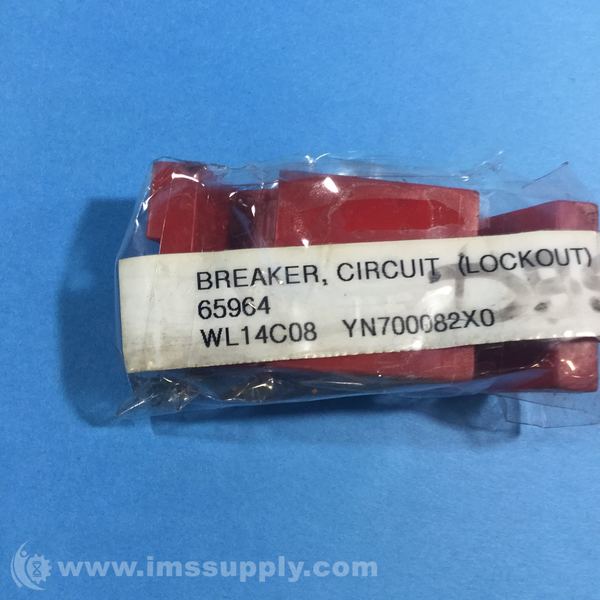 BREAKER, CIRCUIT (LOCKOUT)
65964
WL14C08 YN700082X0
www.imssupply.com